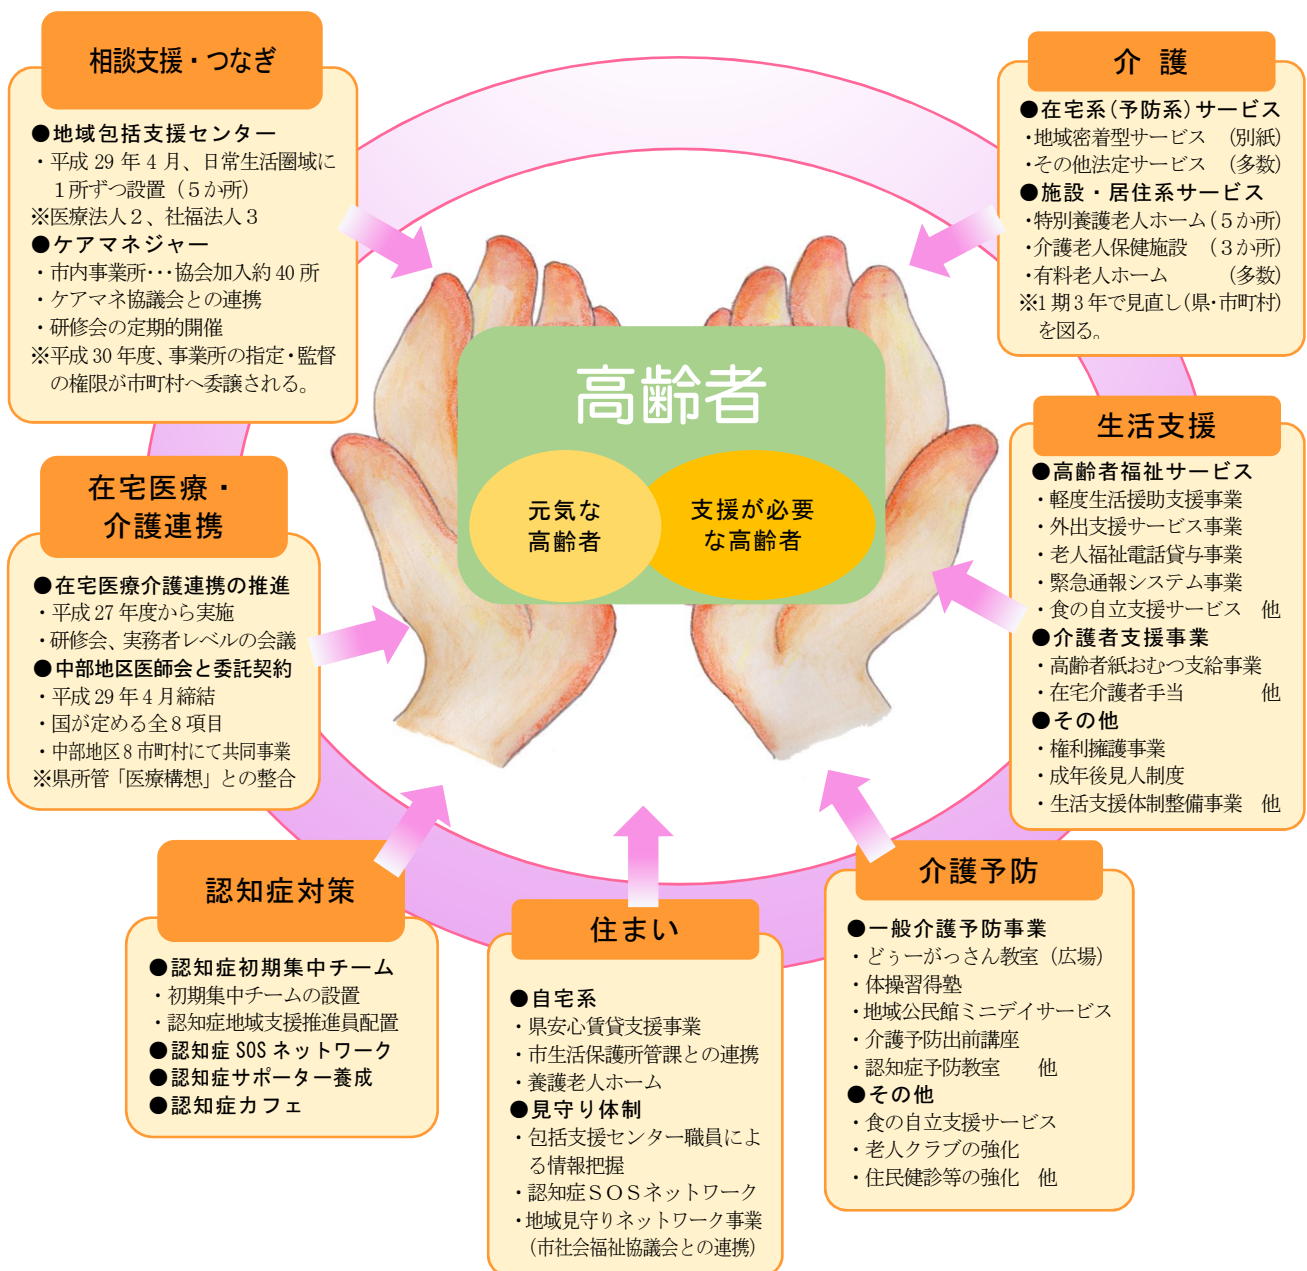 相談支援・つなぎ
●地域包括支援センター
・平成 29 年 4 月、日常生活圏域に
１所ずつ設置（５か所）
※医療法人２、社福法人３
●ケアマネジャー
・市内事業所･･･協会加入約 40 所
・ケアマネ協議会との連携
・研修会の定期的開催
※平成 30 年度、事業所の指定・監督
の権限が市町村へ委譲される。
在宅医療・
介護連携
●在宅医療介護連携の推進
・平成 27 年度から実施
・研修会、実務者レベルの会議
●中部地区医師会と委託契約
・平成 29 年 4 月締結
・国が定める全 8 項目
・中部地区 8 市町村にて共同事業
※県所管「医療構想」との整合
認知症対策
●認知症初期集中チーム
・初期集中チームの設置
・認知症地域支援推進員配置
●認知症 SOS ネットワーク
●認知症サポーター養成
●認知症カフェ
高齢者
元気な
高齢者
支援が必要
な高齢者
住まい
●自宅系
・県安心賃貸支援事業
・市生活保護所管課との連携
・養護老人ホーム
●見守り体制
・包括支援センター職員によ
る情報把握
・認知症ＳＯＳネットワーク
・地域見守りネットワーク事業
（市社会福祉協議会との連携）
介 護
●在宅系(予防系)サービス
・地域密着型サービス （別紙）
・その他法定サービス （多数）
●施設・居住系サービス
・特別養護老人ホーム（５か所）
・介護老人保健施設 （３か所）
・有料老人ホーム （多数）
※1 期 3 年で見直し(県・市町村)
を図る。
生活支援
●高齢者福祉サービス
・軽度生活援助支援事業
・外出支援サービス事業
・老人福祉電話貸与事業
・緊急通報システム事業
・食の自立支援サービス 他
●介護者支援事業
・高齢者紙おむつ支給事業
・在宅介護者手当 他
●その他
・権利擁護事業
・成年後見人制度
・生活支援体制整備事業 他
介護予防
●一般介護予防事業
・どぅーがっさん教室（広場）
・体操習得塾
・地域公民館ミニデイサービス
・介護予防出前講座
・認知症予防教室 他
●その他
・食の自立支援サービス
・老人クラブの強化
・住民健診等の強化 他